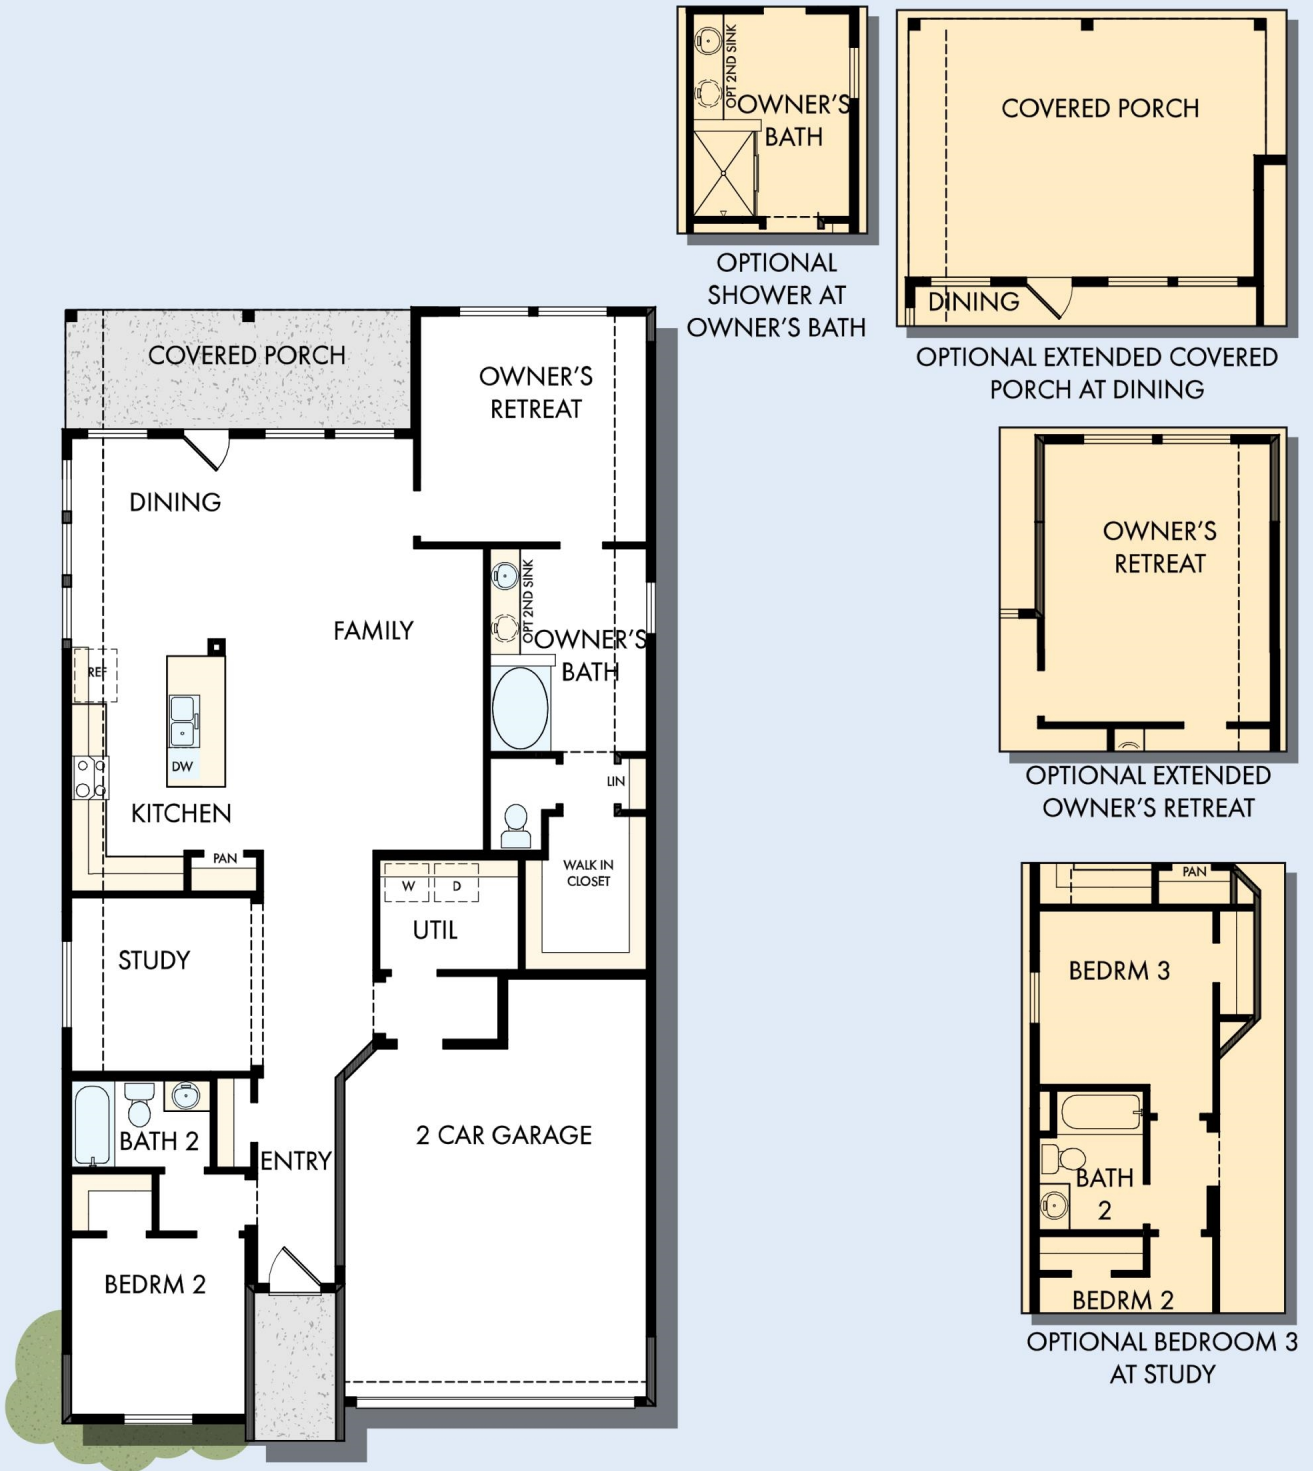 OPT 2ND SINK
OWNER'S
BATH
OPTIONAL
SHOWER AT
OWNER'S BATH
COVERED PORCH
DINING
OPTIONAL EXTENDED COVERED
PORCH AT DINING
COVERED PORCH
OWNER'S
RETREAT
DINING
FAMILY
OPT 2ND SINK
OWNER'S
BATH
REF
DW
KITCHEN
LIN
PAN
W
D
WALK IN
CLOSET
UTIL
STUDY
BATH 2
ENTRY
2 CAR GARAGE
BEDRM 2
OWNER'S
RETREAT
OPTIONAL EXTENDED
OWNER'S RETREAT
PAN
BEDRM 3
BATH
2
BEDRM 2
OPTIONAL BEDROOM 3
AT STUDY